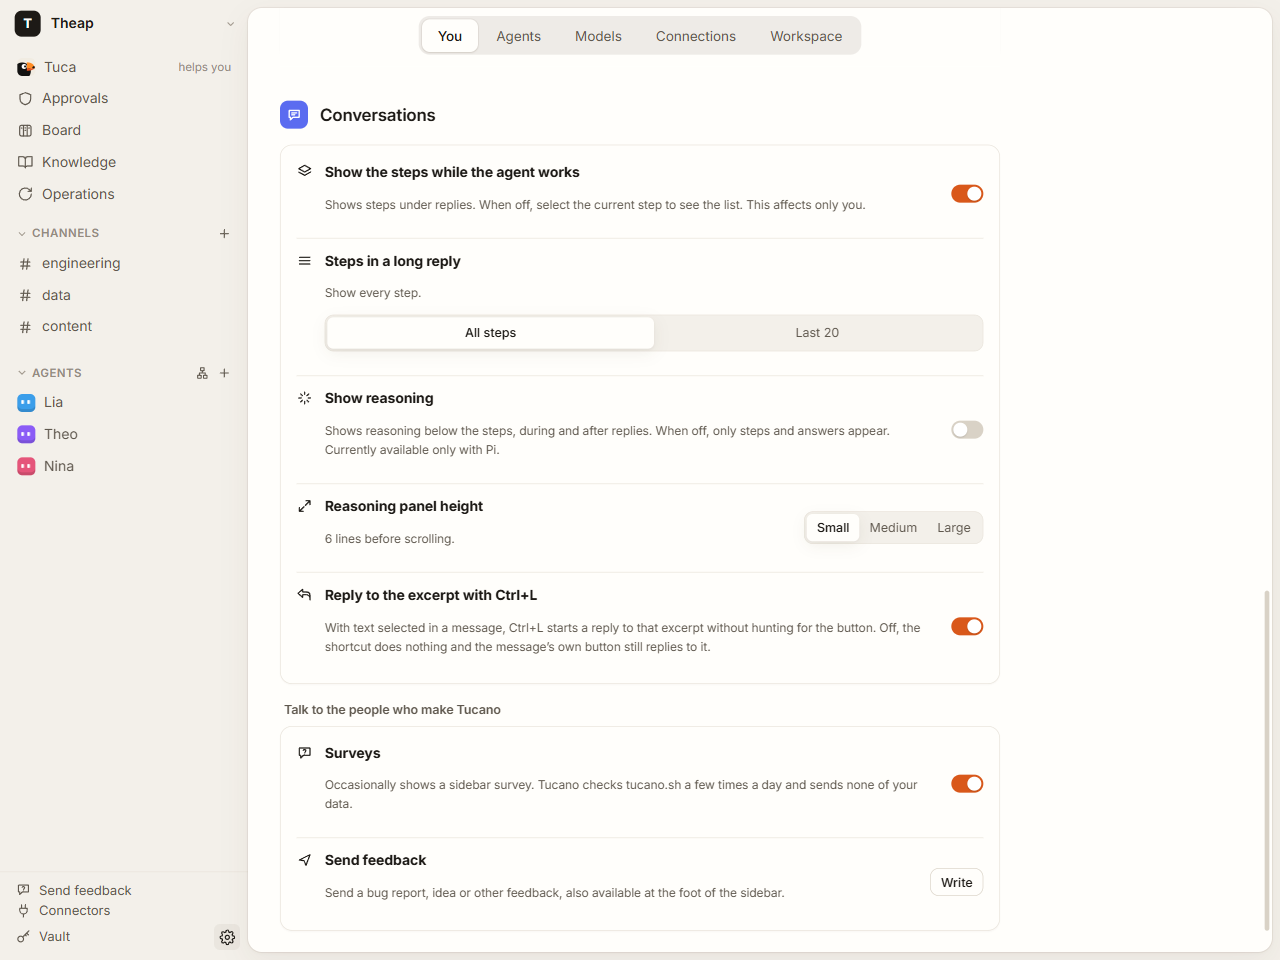 T Theap
Tuca helps you
Approvals
Board
Knowledge
Operations
CHANNELS
# engineering
# data
# content
AGENTS
Lia
Theo
Nina
Send feedback
Connectors
Vault
You Agents Models Connections Workspace
Conversations
Show the steps while the agent works
Shows steps under replies. When off, select the current step to see the list. This affects only you.
Steps in a long reply
Show every step.
All steps Last 20
Show reasoning
Shows reasoning below the steps, during and after replies. When off, only steps and answers appear.
Currently available only with Pi.
Reasoning panel height
6 lines before scrolling.
Small Medium Large
Reply to the excerpt with Ctrl+L
With text selected in a message, Ctrl+L starts a reply to that excerpt without hunting for the button. Off, the
shortcut does nothing and the message’s own button still replies to it.
Talk to the people who make Tucano
Surveys
Occasionally shows a sidebar survey. Tucano checks tucano.sh a few times a day and sends none of your
data.
Send feedback
Send a bug report, idea or other feedback, also available at the foot of the sidebar.
Write